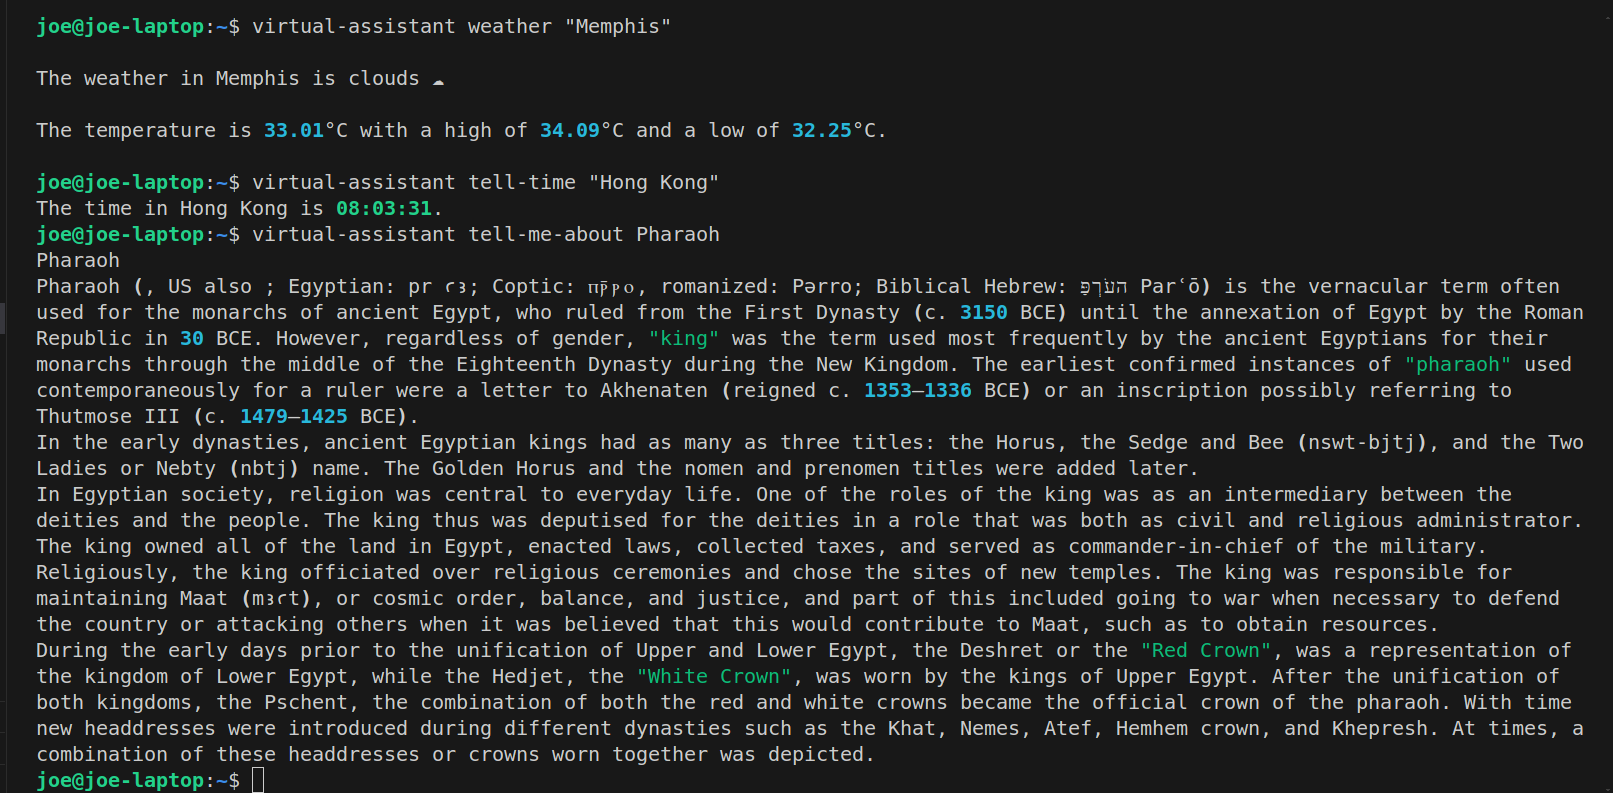 joe@joe-laptop:~$ virtual-assistant weather "Memphis"
The weather in Memphis is clouds ☁
The temperature is 33.01°C with a high of 34.09°C and a low of 32.25°C.
joe@joe-laptop:~$ virtual-assistant tell-time "Hong Kong"
The time in Hong Kong is 08:03:31.
joe@joe-laptop:~$ virtual-assistant tell-me-about Pharaoh
Pharaoh
Pharaoh (, US also ; Egyptian: pr ꜥꜣ; Coptic: ⲡⲣ̄ⲣⲟ, romanized: Pǝrro; Biblical Hebrew: פַּרְעֹה Parʿō) is the vernacular term often
used for the monarchs of ancient Egypt, who ruled from the First Dynasty (c. 3150 BCE) until the annexation of Egypt by the Roman
Republic in 30 BCE. However, regardless of gender, "king" was the term used most frequently by the ancient Egyptians for their
monarchs through the middle of the Eighteenth Dynasty during the New Kingdom. The earliest confirmed instances of "pharaoh" used
contemporaneously for a ruler were a letter to Akhenaten (reigned c. 1353–1336 BCE) or an inscription possibly referring to
Thutmose III (c. 1479–1425 BCE).
In the early dynasties, ancient Egyptian kings had as many as three titles: the Horus, the Sedge and Bee (nswt-bjtj), and the Two
Ladies or Nebty (nbtj) name. The Golden Horus and the nomen and prenomen titles were added later.
In Egyptian society, religion was central to everyday life. One of the roles of the king was as an intermediary between the
deities and the people. The king thus was deputised for the deities in a role that was both as civil and religious administrator.
The king owned all of the land in Egypt, enacted laws, collected taxes, and served as commander-in-chief of the military.
Religiously, the king officiated over religious ceremonies and chose the sites of new temples. The king was responsible for
maintaining Maat (mꜣꜥt), or cosmic order, balance, and justice, and part of this included going to war when necessary to defend
the country or attacking others when it was believed that this would contribute to Maat, such as to obtain resources.
During the early days prior to the unification of Upper and Lower Egypt, the Deshret or the "Red Crown", was a representation of
the kingdom of Lower Egypt, while the Hedjet, the "White Crown", was worn by the kings of Upper Egypt. After the unification of
both kingdoms, the Pschent, the combination of both the red and white crowns became the official crown of the pharaoh. With time
new headdresses were introduced during different dynasties such as the Khat, Nemes, Atef, Hemhem crown, and Khepresh. At times, a
combination of these headdresses or crowns worn together was depicted.
joe@joe-laptop:~$